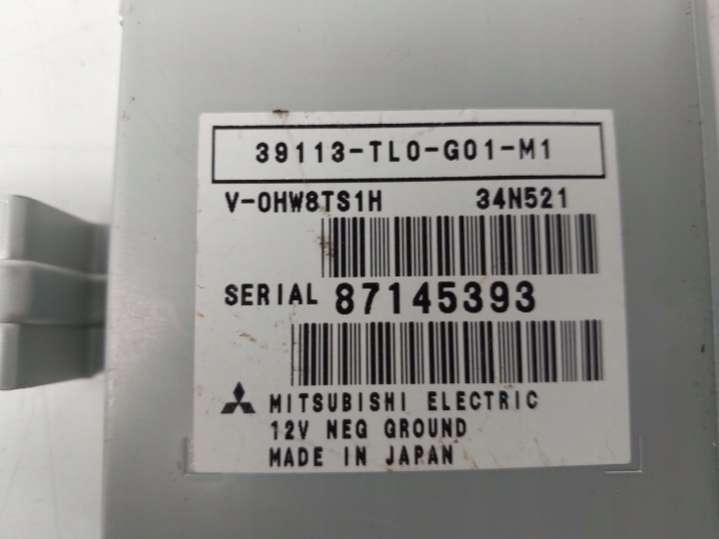 39113-TL0-G01-M1
V-0HW8TS1H 34N521
SERIAL 87145393
MITSUBISHI ELECTRIC
12V NEG GROUND
MADE IN JAPAN